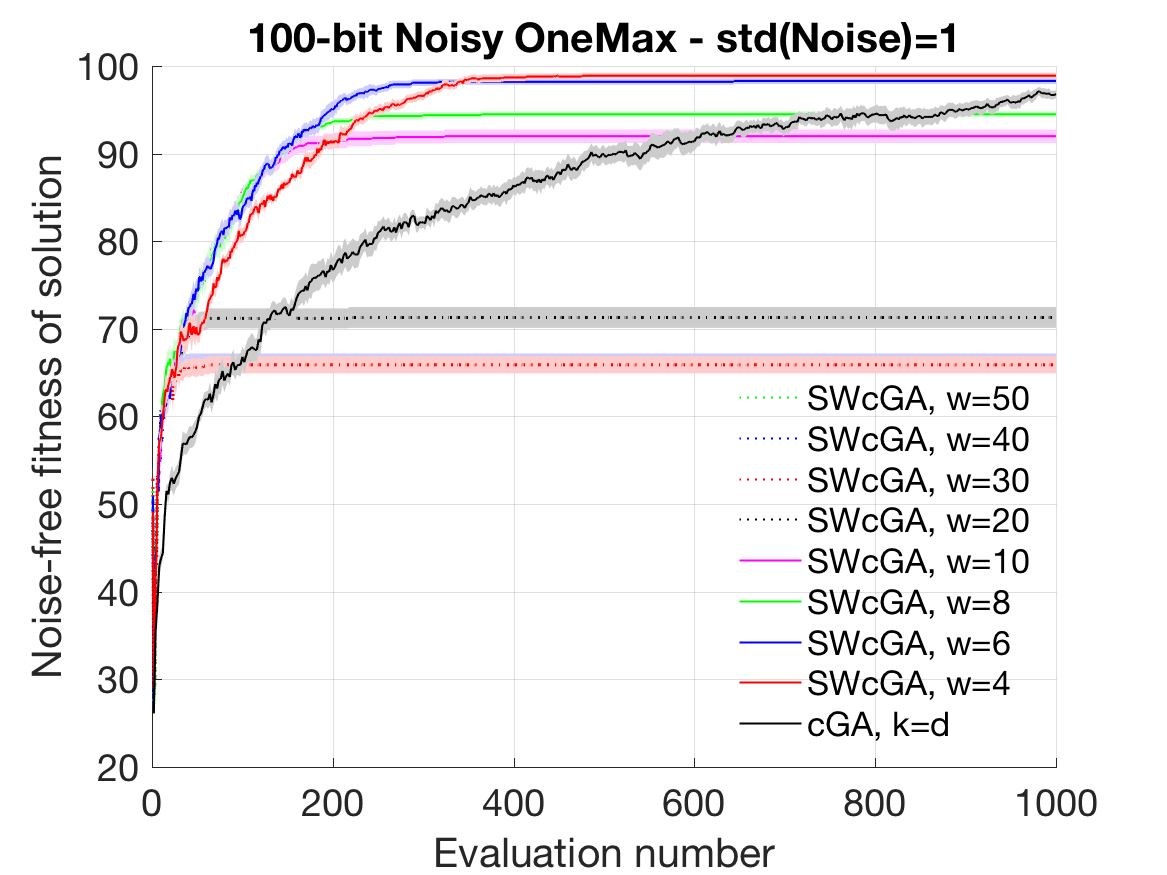 100-bit Noisy OneMax - std(Noise)=1
Noise-free fitness of solution
100
90
80
70
60
50
40
30
20
SWcGA, w=50
SWcGA, w=40
SWcGA, w=30
SWcGA, w=20
SWcGA, w=10
SWcGA, w=8
SWcGA, w=6
SWcGA, w=4
cGA, k=d
0 200 400 600 800 1000
Evaluation number